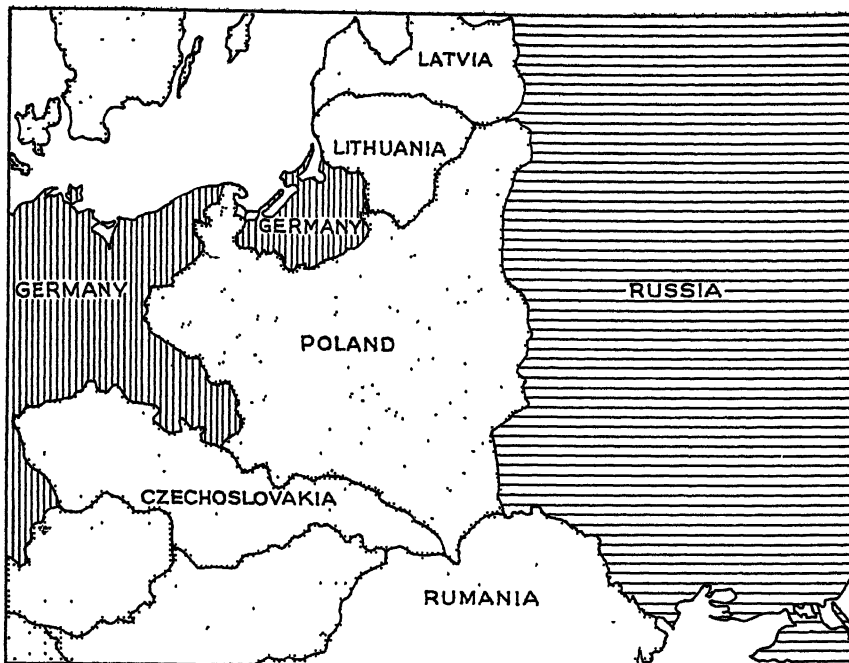 LATVIA
LITHUANIA
GERMANY
GERMANY
RUSSIA
POLAND
CZECHOSLOVAKIA
RUMANIA